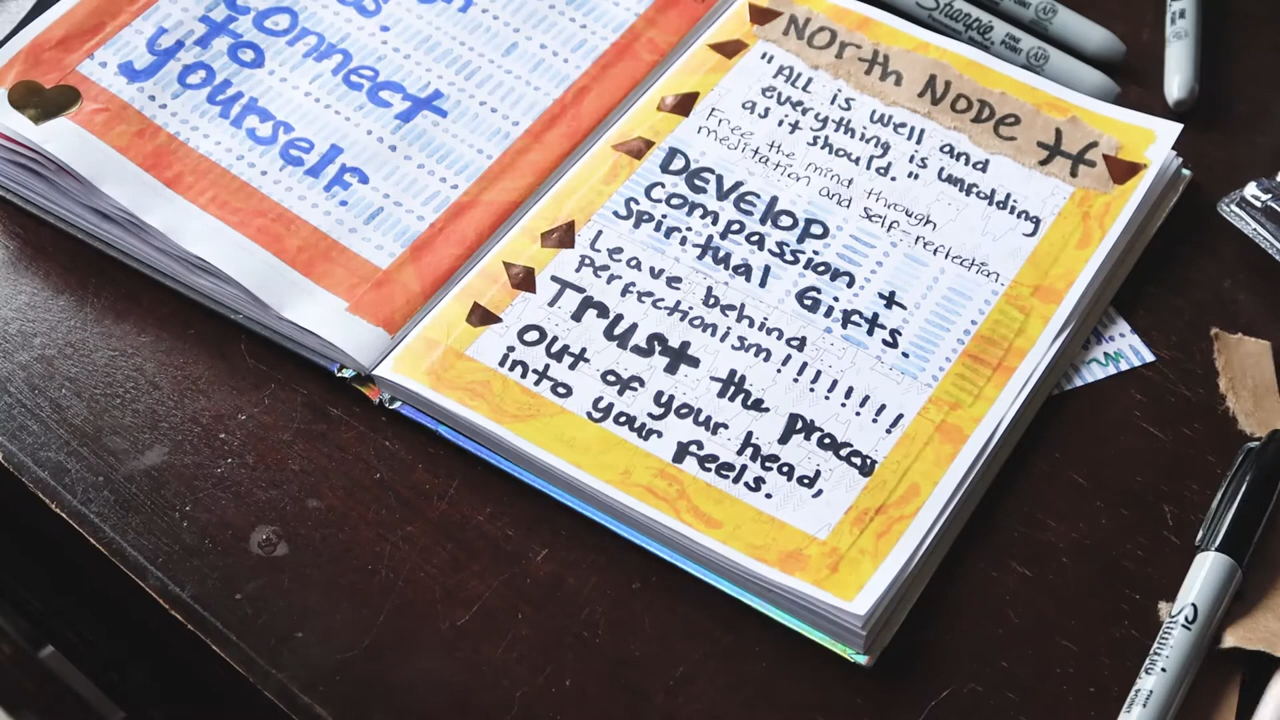 connect
to
yourself.
North Node ♓
"All is well and
everything is unfolding
as it should."
Free the mind through
meditation and self-reflection.
DEVELOP
Compassion +
Spiritual Gifts.
Leave behind
perfectionism!!!!!!!!
Trust the process
out of your head,
into your feels.
Sharpie
FINE POINT
AP
Sharpie